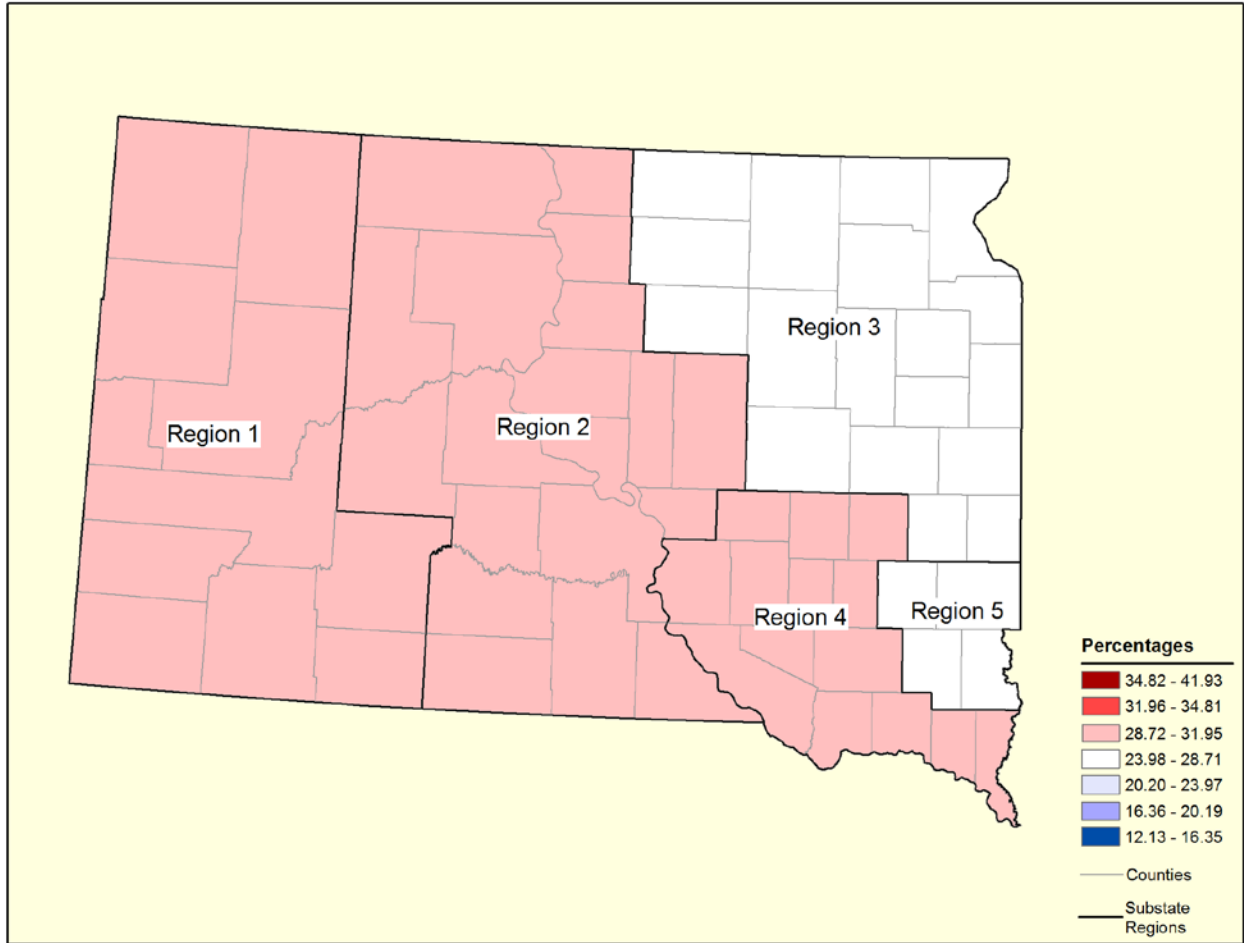 Region 3
Region 1
Region 2
Region 4
Region 5
Percentages
34.82 - 41.93
31.96 - 34.81
28.72 - 31.95
23.98 - 28.71
20.20 - 23.97
16.36 - 20.19
12.13 - 16.35
Counties
Substate
Regions